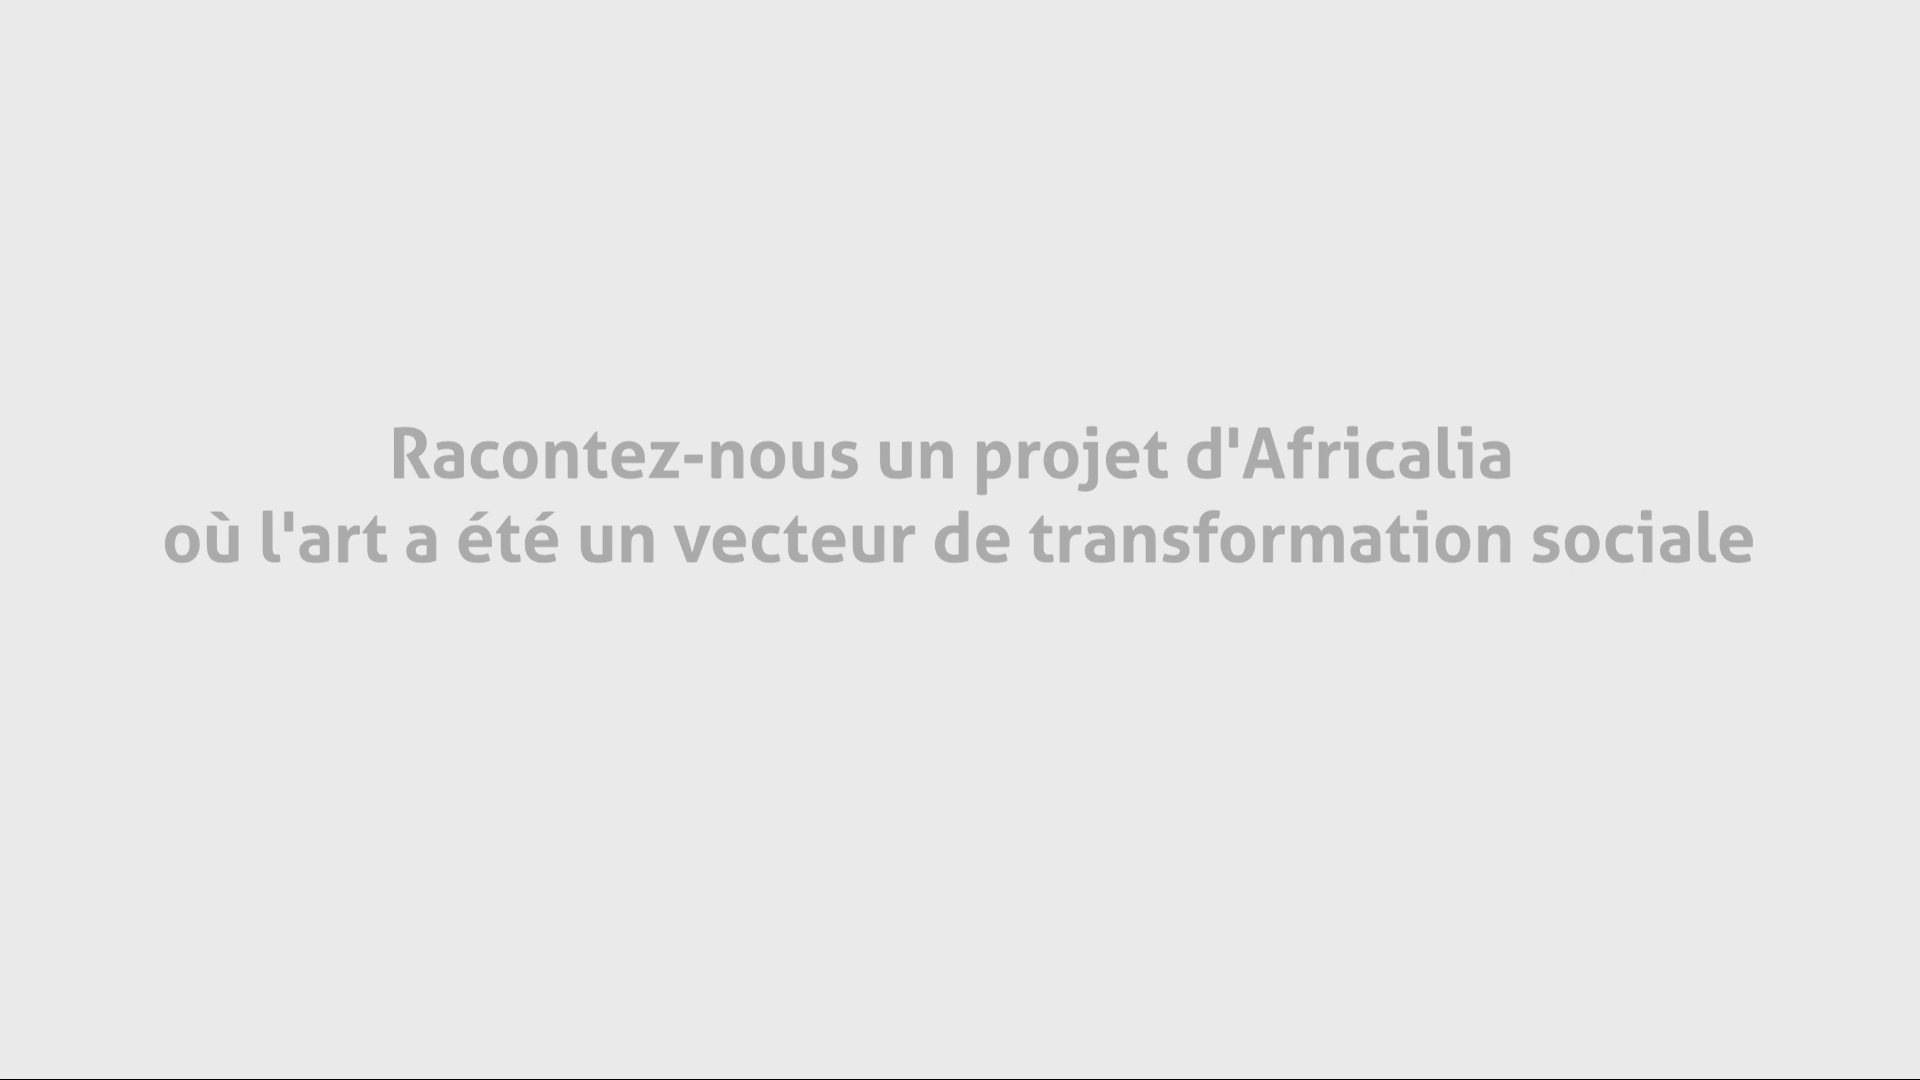 Racontez-nous un projet d'Africalia
où l'art a été un vecteur de transformation sociale